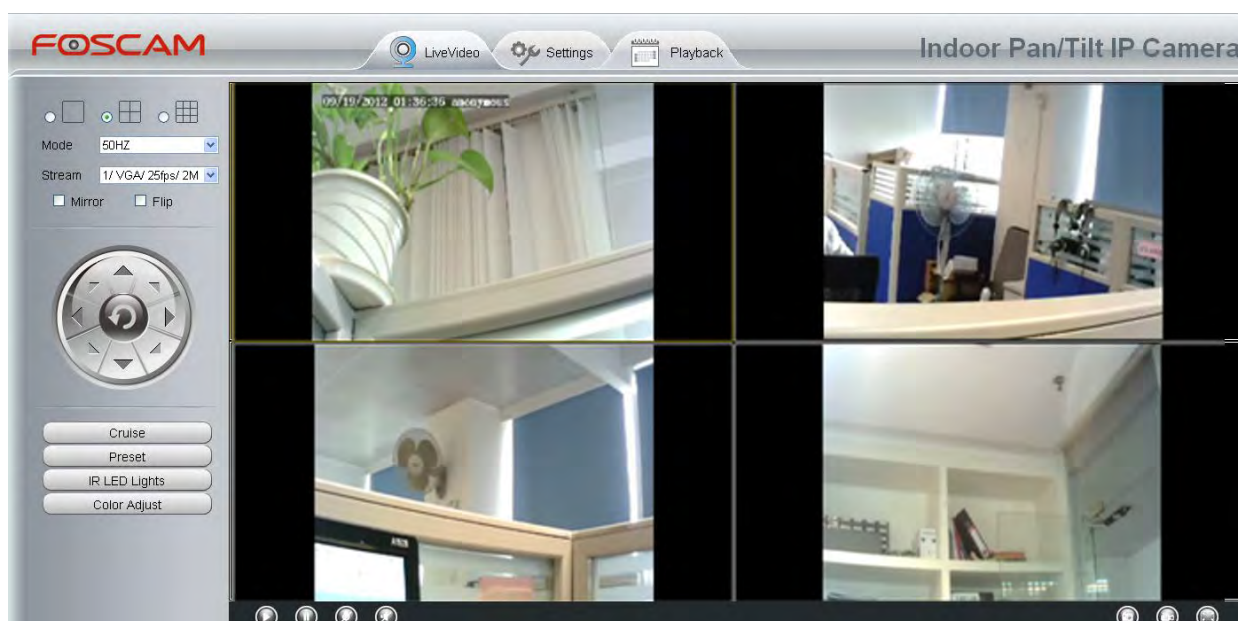 FOSCAM
LiveVideo
Settings
Playback
Indoor Pan/Tilt IP Camera
09/19/2012 01:36:36 anonymous
Mode
50HZ
Stream
1/ VGA/ 25fps/ 2M
Mirror
Flip
Cruise
Preset
IR LED Lights
Color Adjust